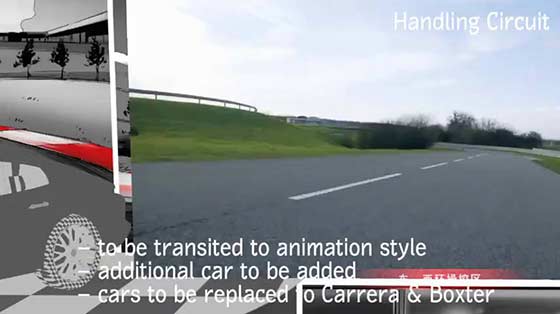 Handling Circuit
– to be transited to animation style
– additional car to be added
– cars to be replaced to Carrera & Boxter